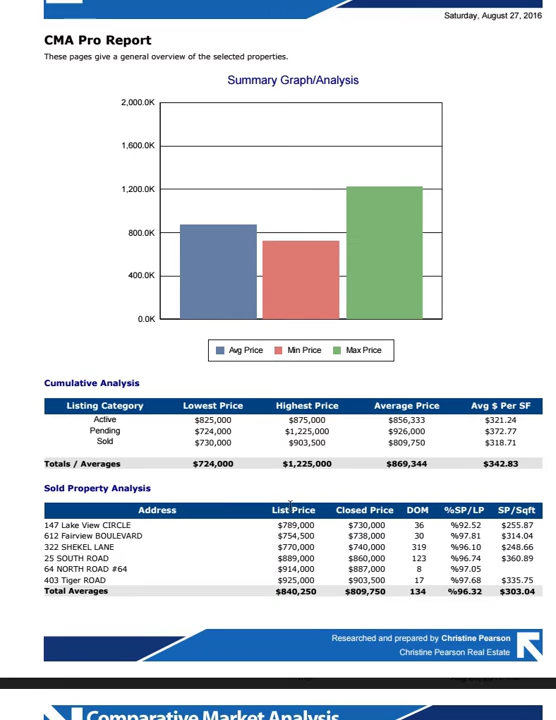 Saturday, August 27, 2016
CMA Pro Report
These pages give a general overview of the selected properties.
Summary Graph/Analysis
2,000.0K
1,600.0K
1,200.0K
800.0K
400.0K
0.0K
Avg Price Min Price Max Price
Cumulative Analysis
Listing Category Lowest Price Highest Price Average Price Avg $ Per SF
Active $825,000 $875,000 $856,333 $321.24
Pending $724,000 $1,225,000 $926,000 $372.77
Sold $730,000 $903,500 $809,750 $318.71
Totals / Averages $724,000 $1,225,000 $869,344 $342.83
Sold Property Analysis
Address List Price Closed Price DOM %SP/LP SP/Sqft
147 Lake View CIRCLE $789,000 $730,000 36 %92.52 $255.87
612 Fairview BOULEVARD $754,500 $738,000 30 %97.81 $314.04
322 SHEKEL LANE $770,000 $740,000 319 %96.10 $248.66
25 SOUTH ROAD $889,000 $860,000 123 %96.74 $360.89
64 NORTH ROAD #64 $914,000 $887,000 8 %97.05
403 Tiger ROAD $925,000 $903,500 17 %97.68 $335.75
Total Averages $840,250 $809,750 134 %96.32 $303.04
Researched and prepared by Christine Pearson
Christine Pearson Real Estate
Comparative Market Analysis